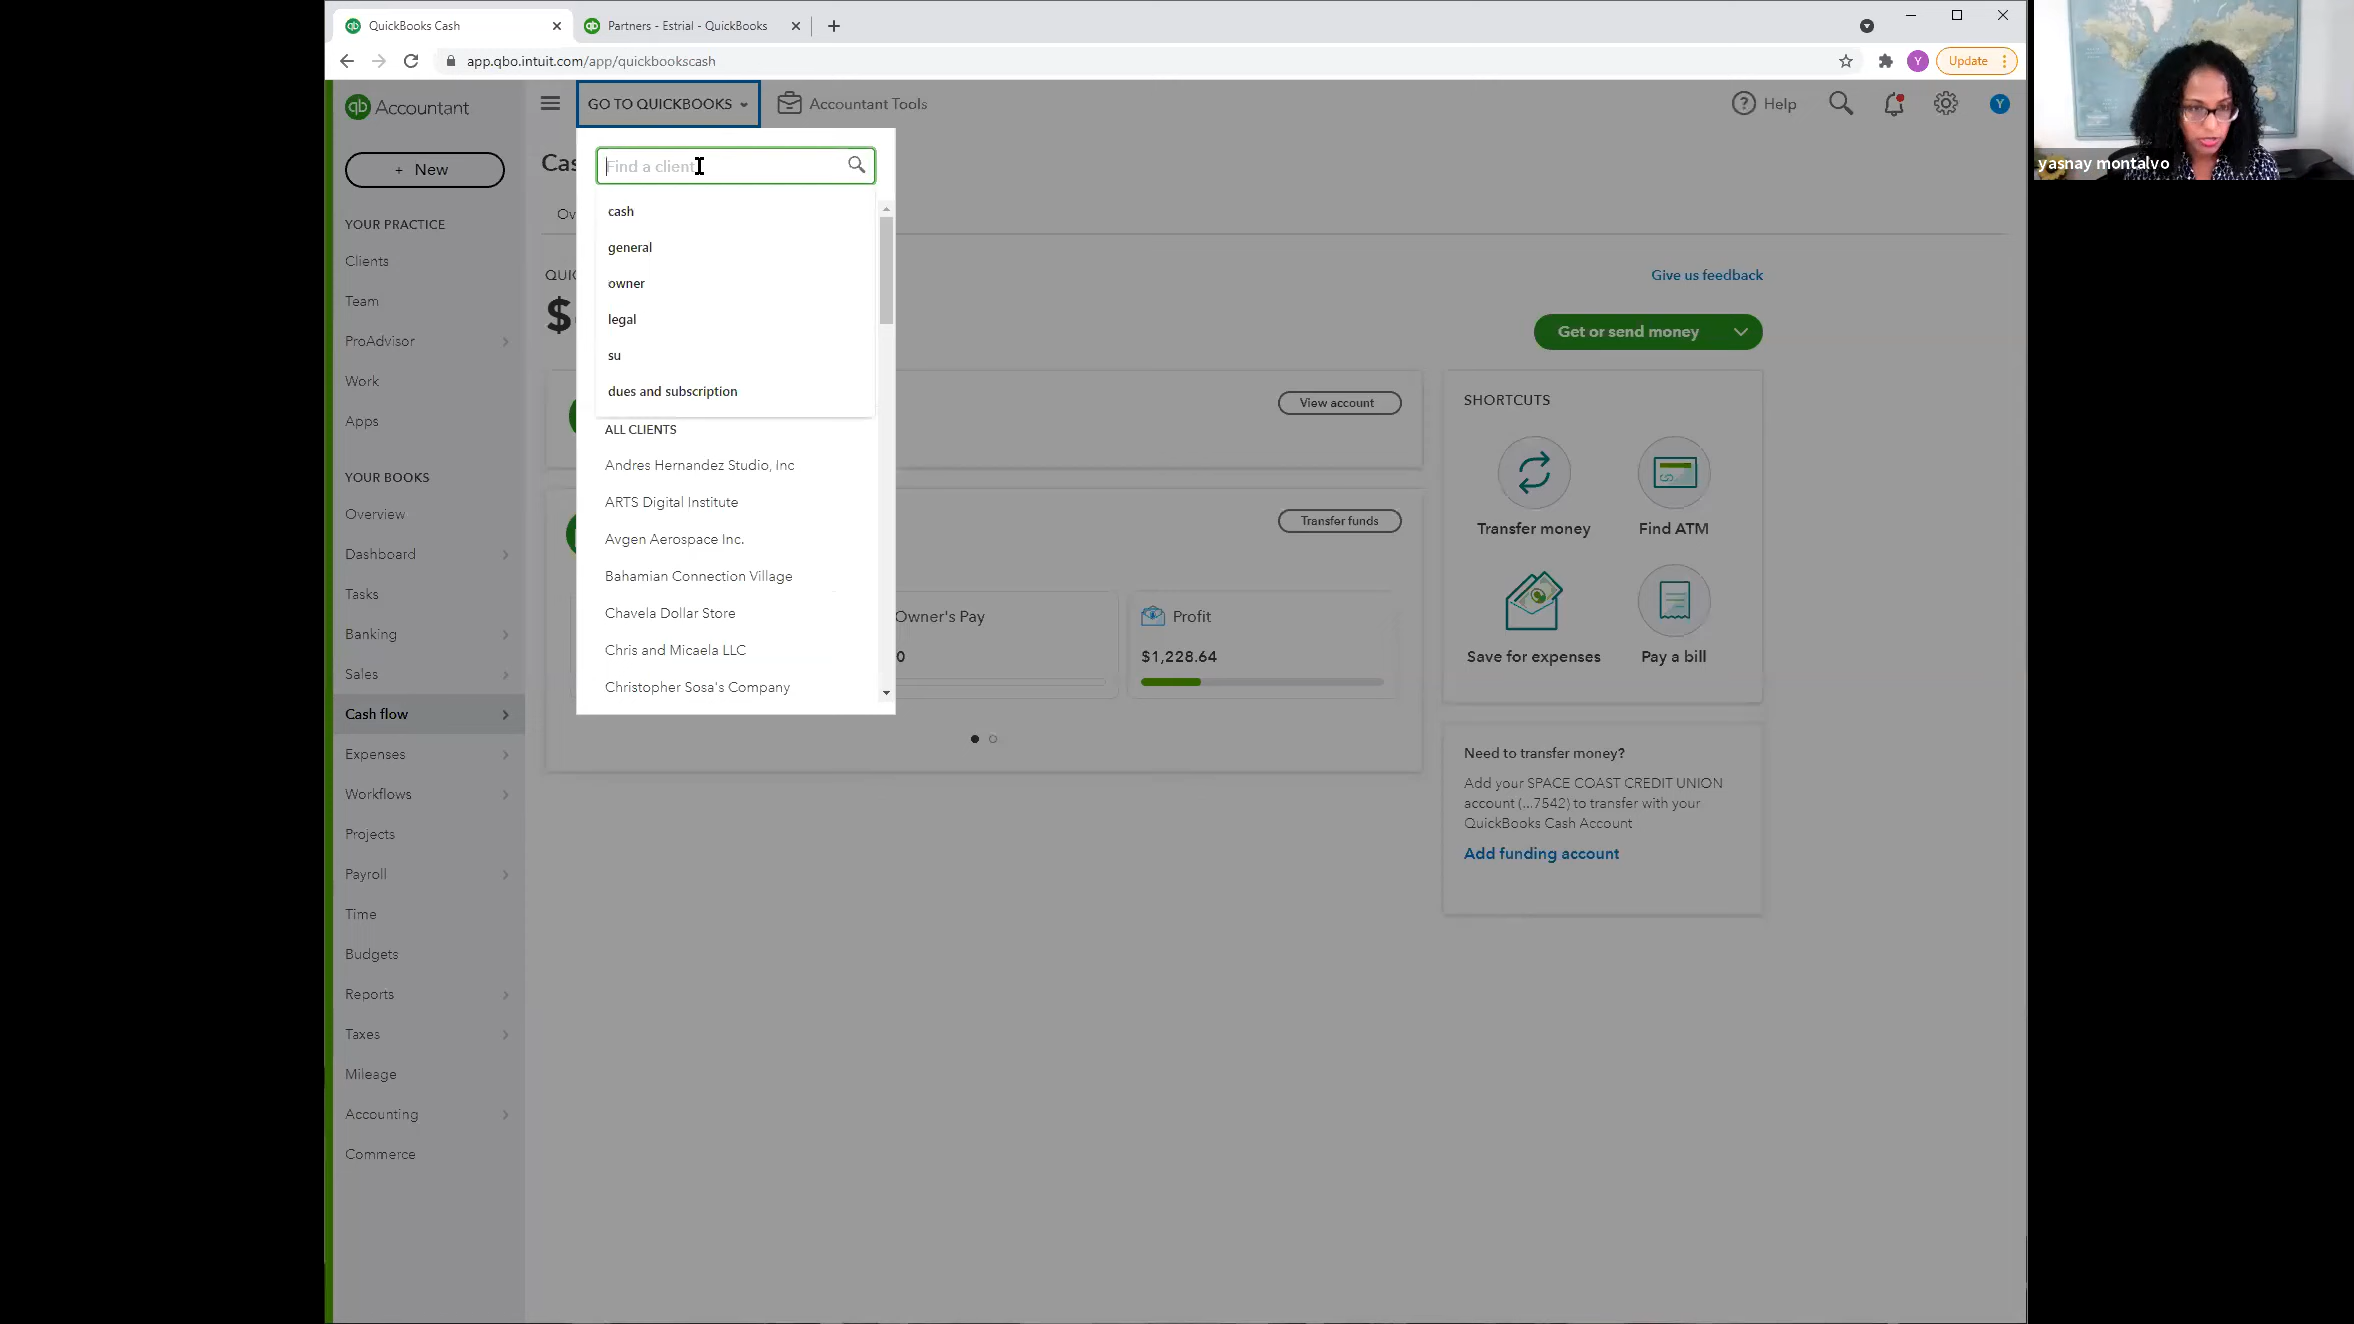 QuickBooks Cash
Partners - Estrial - QuickBooks
app.qbo.intuit.com/app/quickbookscash
Y
Update
qb Accountant
GO TO QUICKBOOKS
Accountant Tools
Help
Y
yasnay montalvo
+ New
Find a client
cash
general
owner
legal
su
dues and subscription
ALL CLIENTS
Andres Hernandez Studio, Inc
ARTS Digital Institute
Avgen Aerospace Inc.
Bahamian Connection Village
Chavela Dollar Store
Chris and Micaela LLC
Christopher Sosa's Company
YOUR PRACTICE
Clients
Team
ProAdvisor
Work
Apps
YOUR BOOKS
Overview
Dashboard
Tasks
Banking
Sales
Cash flow
Expenses
Workflows
Projects
Payroll
Time
Budgets
Reports
Taxes
Mileage
Accounting
Commerce
Give us feedback
$
Get or send money
View account
Transfer funds
Owner's Pay
0
Profit
$1,228.64
SHORTCUTS
Transfer money
Find ATM
Save for expenses
Pay a bill
Need to transfer money?
Add your SPACE COAST CREDIT UNION
account (...7542) to transfer with your
QuickBooks Cash Account
Add funding account